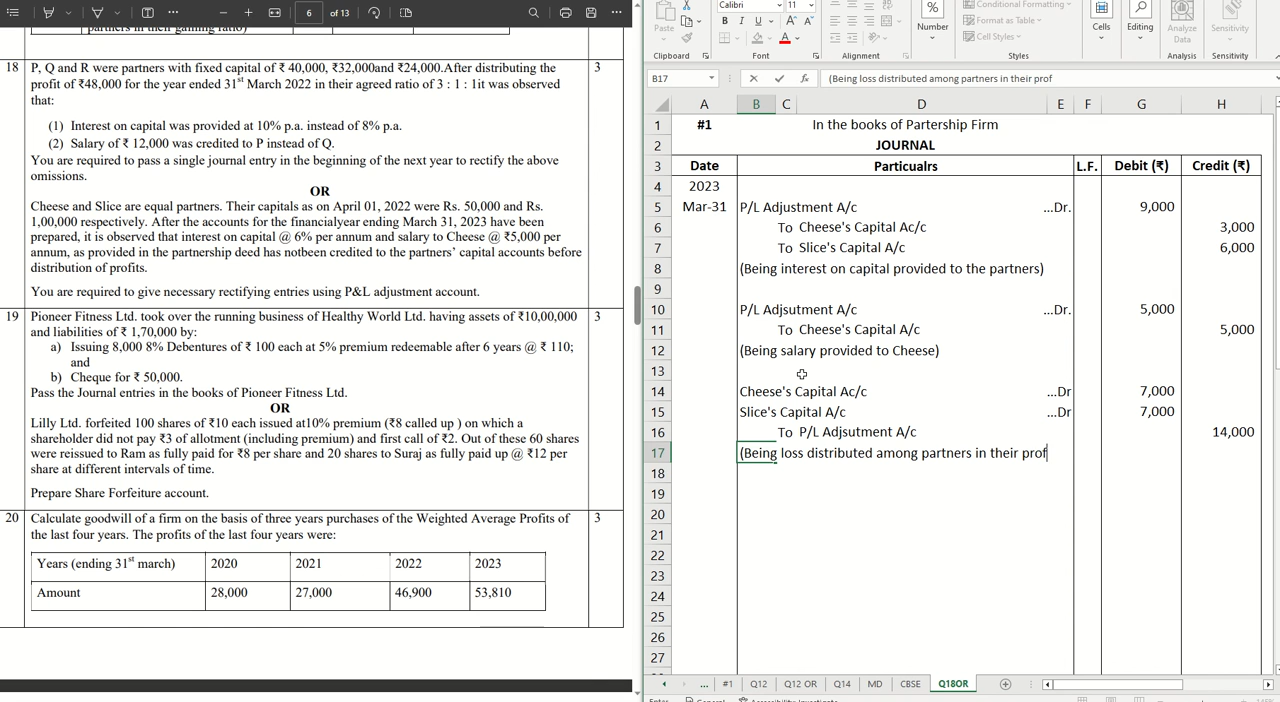 6 of 13
partners in their gaining ratio)
18 P, Q and R were partners with fixed capital of ₹ 40,000, ₹32,000and ₹24,000.After distributing the 3
profit of ₹48,000 for the year ended 31st March 2022 in their agreed ratio of 3 : 1 : 1it was observed
that:
(1) Interest on capital was provided at 10% p.a. instead of 8% p.a.
(2) Salary of ₹ 12,000 was credited to P instead of Q.
You are required to pass a single journal entry in the beginning of the next year to rectify the above
omissions.
OR
Cheese and Slice are equal partners. Their capitals as on April 01, 2022 were Rs. 50,000 and Rs.
1,00,000 respectively. After the accounts for the financialyear ending March 31, 2023 have been
prepared, it is observed that interest on capital @ 6% per annum and salary to Cheese @ ₹5,000 per
annum, as provided in the partnership deed has notbeen credited to the partners’ capital accounts before
distribution of profits.
You are required to give necessary rectifying entries using P&L adjustment account.
19 Pioneer Fitness Ltd. took over the running business of Healthy World Ltd. having assets of ₹10,00,000 3
and liabilities of ₹ 1,70,000 by:
a) Issuing 8,000 8% Debentures of ₹ 100 each at 5% premium redeemable after 6 years @ ₹ 110;
and
b) Cheque for ₹ 50,000.
Pass the Journal entries in the books of Pioneer Fitness Ltd.
OR
Lilly Ltd. forfeited 100 shares of ₹10 each issued at10% premium (₹8 called up ) on which a
shareholder did not pay ₹3 of allotment (including premium) and first call of ₹2. Out of these 60 shares
were reissued to Ram as fully paid for ₹8 per share and 20 shares to Suraj as fully paid up @ ₹12 per
share at different intervals of time.
Prepare Share Forfeiture account.
20 Calculate goodwill of a firm on the basis of three years purchases of the Weighted Average Profits of 3
the last four years. The profits of the last four years were:
Years (ending 31st march) 2020 2021 2022 2023
Amount 28,000 27,000 46,900 53,810
Paste
Clipboard
Calibri 11
B I U A A
Font
Alignment
%
Number
Conditional Formatting
Format as Table
Cell Styles
Styles
Cells
Editing
Analyze
Data
Analysis
Sensitivity
Sensitivity
B17 fx (Being loss distributed among partners in their prof
A B C D E F G H
1 #1 In the books of Partership Firm
2 JOURNAL
3 Date Particualrs L.F. Debit (₹) Credit (₹)
4 2023
5 Mar-31 P/L Adjustment A/c ...Dr. 9,000
6 To Cheese's Capital Ac/c 3,000
7 To Slice's Capital A/c 6,000
8 (Being interest on capital provided to the partners)
9
10 P/L Adjsutment A/c ...Dr. 5,000
11 To Cheese's Capital A/c 5,000
12 (Being salary provided to Cheese)
13
14 Cheese's Capital Ac/c ...Dr 7,000
15 Slice's Capital A/c ...Dr 7,000
16 To P/L Adjsutment A/c 14,000
17 (Being loss distributed among partners in their prof
18
19
20
21
22
23
24
25
26
27
... #1 Q12 Q12 OR Q14 MD CBSE Q18OR